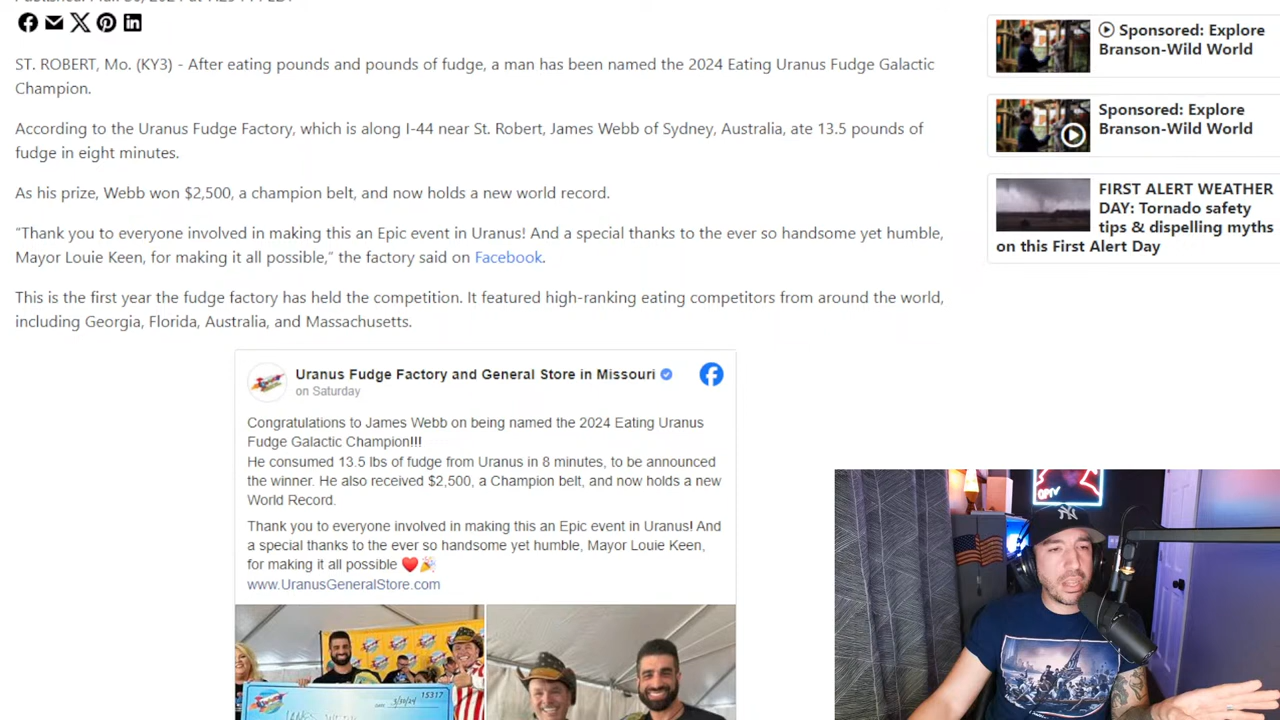 ST. ROBERT, Mo. (KY3) - After eating pounds and pounds of fudge, a man has been named the 2024 Eating Uranus Fudge Galactic
Champion.
According to the Uranus Fudge Factory, which is along I-44 near St. Robert, James Webb of Sydney, Australia, ate 13.5 pounds of
fudge in eight minutes.
As his prize, Webb won $2,500, a champion belt, and now holds a new world record.
“Thank you to everyone involved in making this an Epic event in Uranus! And a special thanks to the ever so handsome yet humble,
Mayor Louie Keen, for making it all possible,“ the factory said on Facebook.
This is the first year the fudge factory has held the competition. It featured high-ranking eating competitors from around the world,
including Georgia, Florida, Australia, and Massachusetts.
Uranus Fudge Factory and General Store in Missouri
on Saturday
Congratulations to James Webb on being named the 2024 Eating Uranus
Fudge Galactic Champion!!!
He consumed 13.5 lbs of fudge from Uranus in 8 minutes, to be announced
the winner. He also received $2,500, a Champion belt, and now holds a new
World Record.
Thank you to everyone involved in making this an Epic event in Uranus! And
a special thanks to the ever so handsome yet humble, Mayor Louie Keen,
for making it all possible ❤️🎉
www.UranusGeneralStore.com
15317
Sponsored: Explore
Branson-Wild World
Sponsored: Explore
Branson-Wild World
FIRST ALERT WEATHER
DAY: Tornado safety
tips & dispelling myths
on this First Alert Day